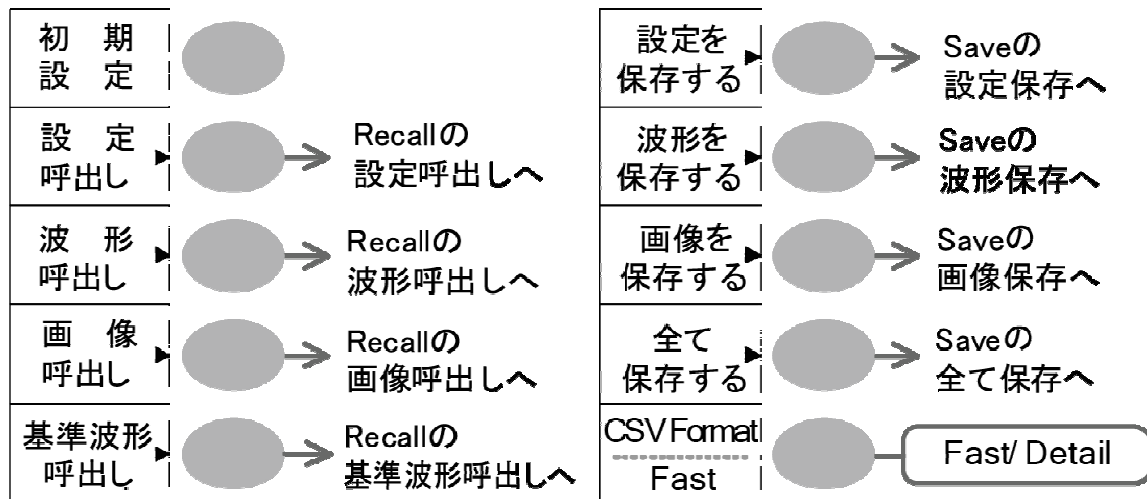 初 期
設 定
設 定
呼出し
Recallの
設定呼出しへ
波 形
呼出し
Recallの
波形呼出しへ
画 像
呼出し
Recallの
画像呼出しへ
基準波形
呼出し
Recallの
基準波形呼出しへ
設定を
保存する
Saveの
設定保存へ
波形を
保存する
Saveの
波形保存へ
画像を
保存する
Saveの
画像保存へ
全て
保存する
Saveの
全て保存へ
CSV Format
Fast
Fast/ Detail